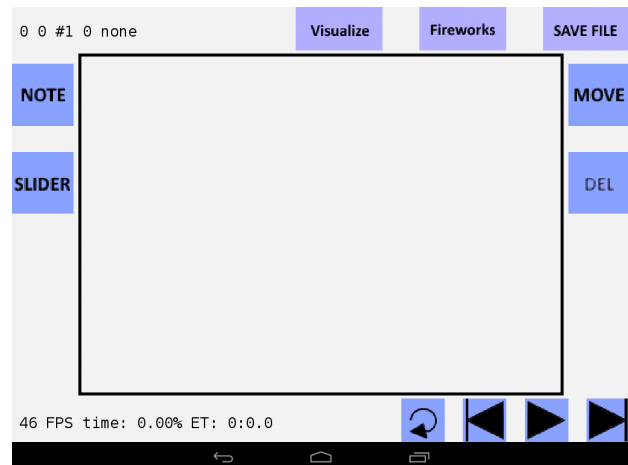 0 0 #1 0 none
Visualize
Fireworks
SAVE FILE
NOTE
MOVE
SLIDER
DEL
46 FPS time: 0.00% ET: 0:0.0